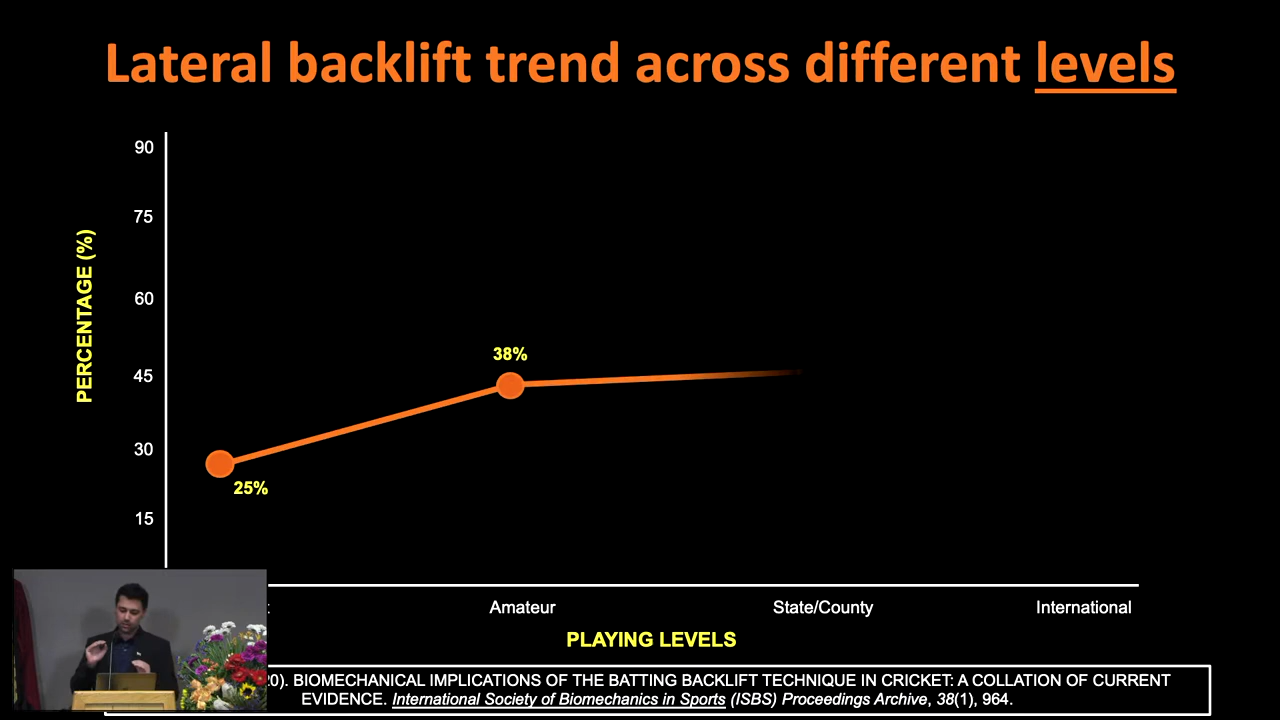 Lateral backlift trend across different levels
90
75
60
45
30
15
PERCENTAGE (%)
38%
25%
Amateur
State/County
International
PLAYING LEVELS
20). BIOMECHANICAL IMPLICATIONS OF THE BATTING BACKLIFT TECHNIQUE IN CRICKET: A COLLATION OF CURRENT
EVIDENCE. International Society of Biomechanics in Sports (ISBS) Proceedings Archive, 38(1), 964.